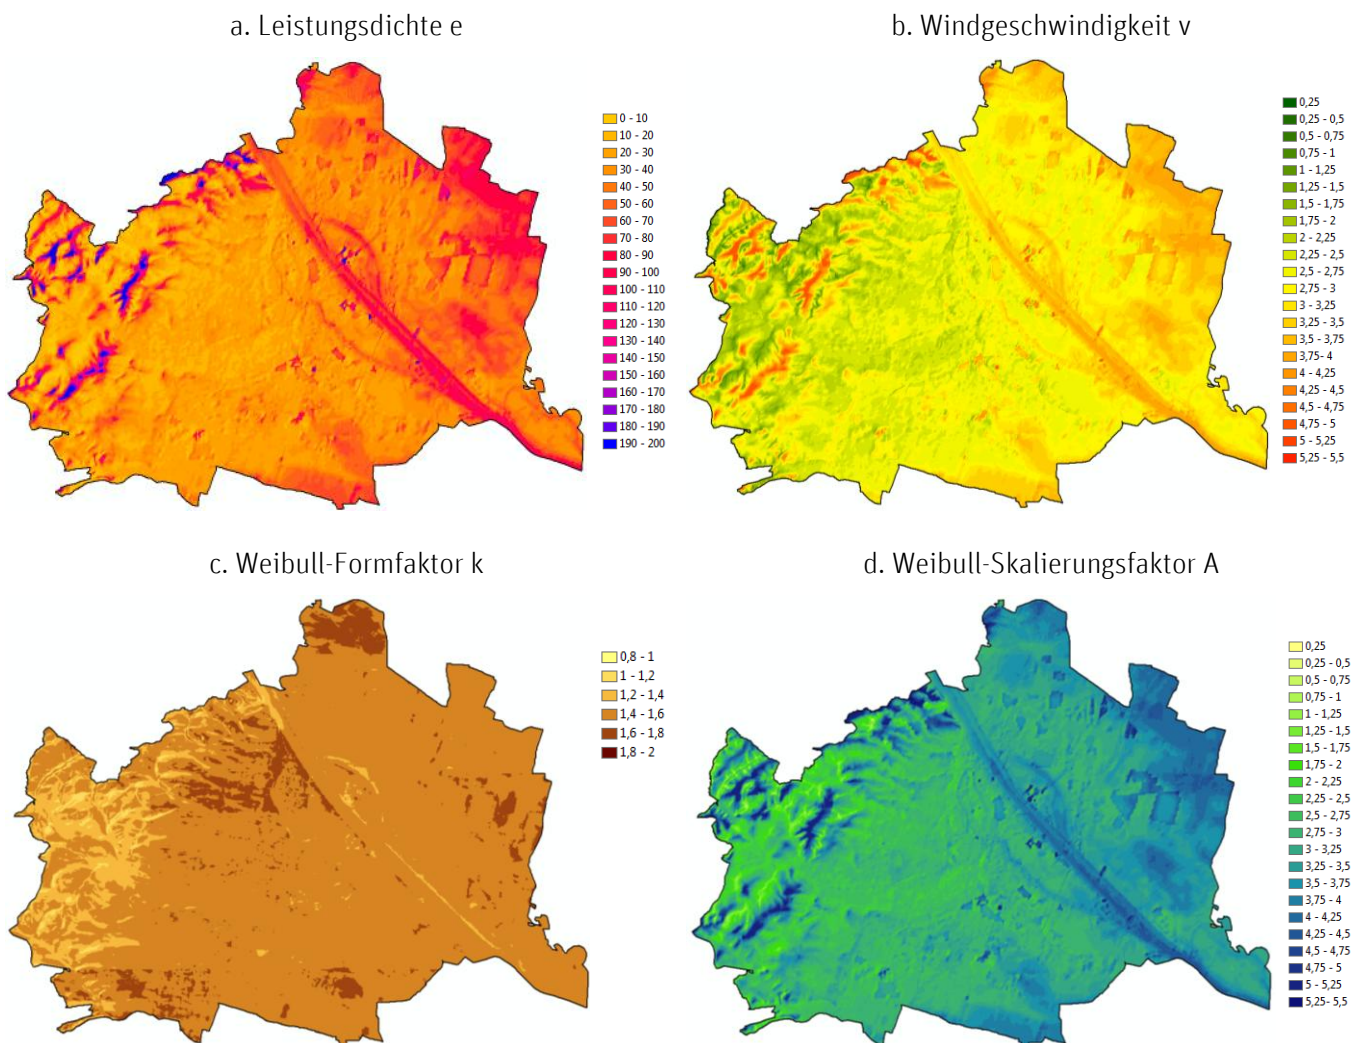 a. Leistungsdichte e
0 - 10
10 - 20
20 - 30
30 - 40
40 - 50
50 - 60
60 - 70
70 - 80
80 - 90
90 - 100
100 - 110
110 - 120
120 - 130
130 - 140
140 - 150
150 - 160
160 - 170
170 - 180
180 - 190
190 - 200
b. Windgeschwindigkeit v
0,25
0,25 - 0,5
0,5 - 0,75
0,75 - 1
1 - 1,25
1,25 - 1,5
1,5 - 1,75
1,75 - 2
2 - 2,25
2,25 - 2,5
2,5 - 2,75
2,75 - 3
3 - 3,25
3,25 - 3,5
3,5 - 3,75
3,75- 4
4 - 4,25
4,25 - 4,5
4,5 - 4,75
4,75 - 5
5 - 5,25
5,25 - 5,5
c. Weibull-Formfaktor k
0,8 - 1
1 - 1,2
1,2 - 1,4
1,4 - 1,6
1,6 - 1,8
1,8 - 2
d. Weibull-Skalierungsfaktor A
0,25
0,25 - 0,5
0,5 - 0,75
0,75 - 1
1 - 1,25
1,25 - 1,5
1,5 - 1,75
1,75 - 2
2 - 2,25
2,25 - 2,5
2,5 - 2,75
2,75 - 3
3 - 3,25
3,25 - 3,5
3,5 - 3,75
3,75 - 4
4 - 4,25
4,25 - 4,5
4,5 - 4,75
4,75 - 5
5 - 5,25
5,25- 5,5